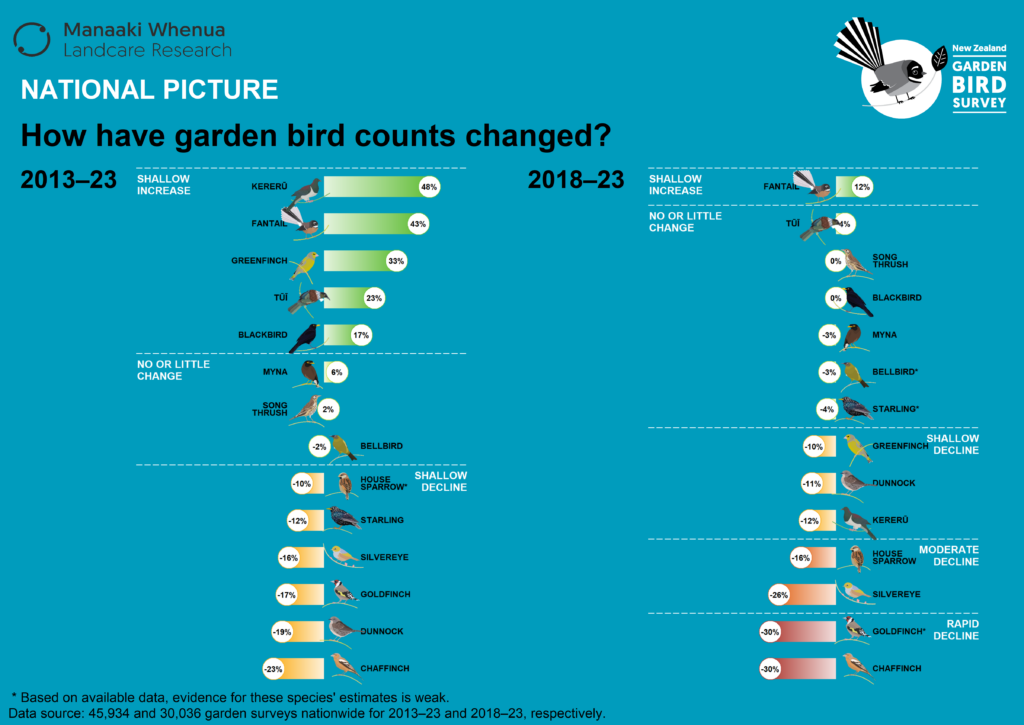 Manaaki Whenua
Landcare Research
New Zealand
GARDEN
BIRD
SURVEY
NATIONAL PICTURE
How have garden bird counts changed?
2013–23
SHALLOW
INCREASE
KERERŪ 48%
FANTAIL 43%
GREENFINCH 33%
TŪĪ 23%
BLACKBIRD 17%
NO OR LITTLE
CHANGE
MYNA 6%
SONG
THRUSH 2%
-2% BELLBIRD
SHALLOW
DECLINE
-10% HOUSE
SPARROW*
-12% STARLING
-16% SILVEREYE
-17% GOLDFINCH
-19% DUNNOCK
-23% CHAFFINCH
2018–23
SHALLOW
INCREASE
FANTAIL 12%
NO OR LITTLE
CHANGE
TŪĪ 4%
0% SONG
THRUSH
0% BLACKBIRD
-3% MYNA
-3% BELLBIRD*
-4% STARLING*
SHALLOW
DECLINE
-10% GREENFINCH
-11% DUNNOCK
-12% KERERŪ
MODERATE
DECLINE
-16% HOUSE
SPARROW
-26% SILVEREYE
RAPID
DECLINE
-30% GOLDFINCH*
-30% CHAFFINCH
* Based on available data, evidence for these species' estimates is weak.
Data source: 45,934 and 30,036 garden surveys nationwide for 2013–23 and 2018–23, respectively.